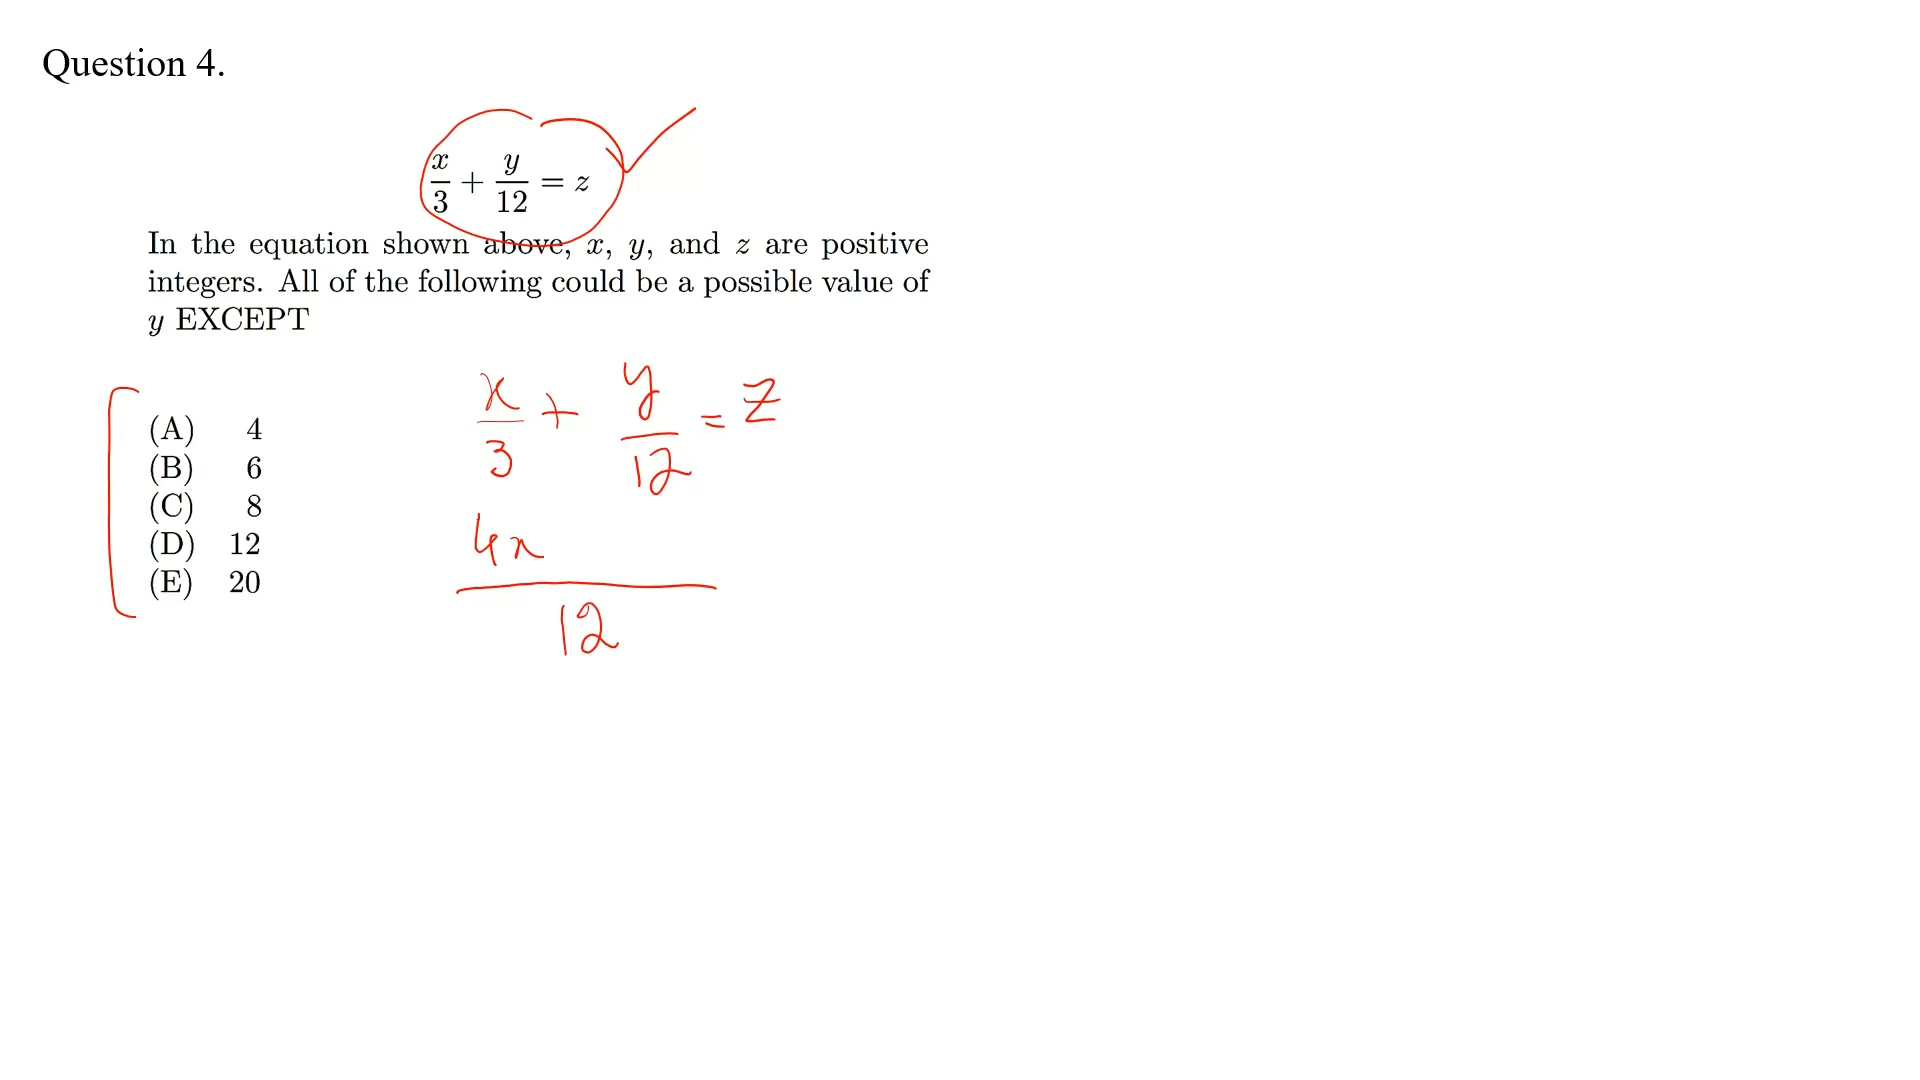 Question 4.
x/3 + y/12 = z
In the equation shown above, x, y, and z are positive
integers. All of the following could be a possible value of
y EXCEPT
(A) 4
(B) 6
(C) 8
(D) 12
(E) 20
x/3 + y/12 = z
4x
12